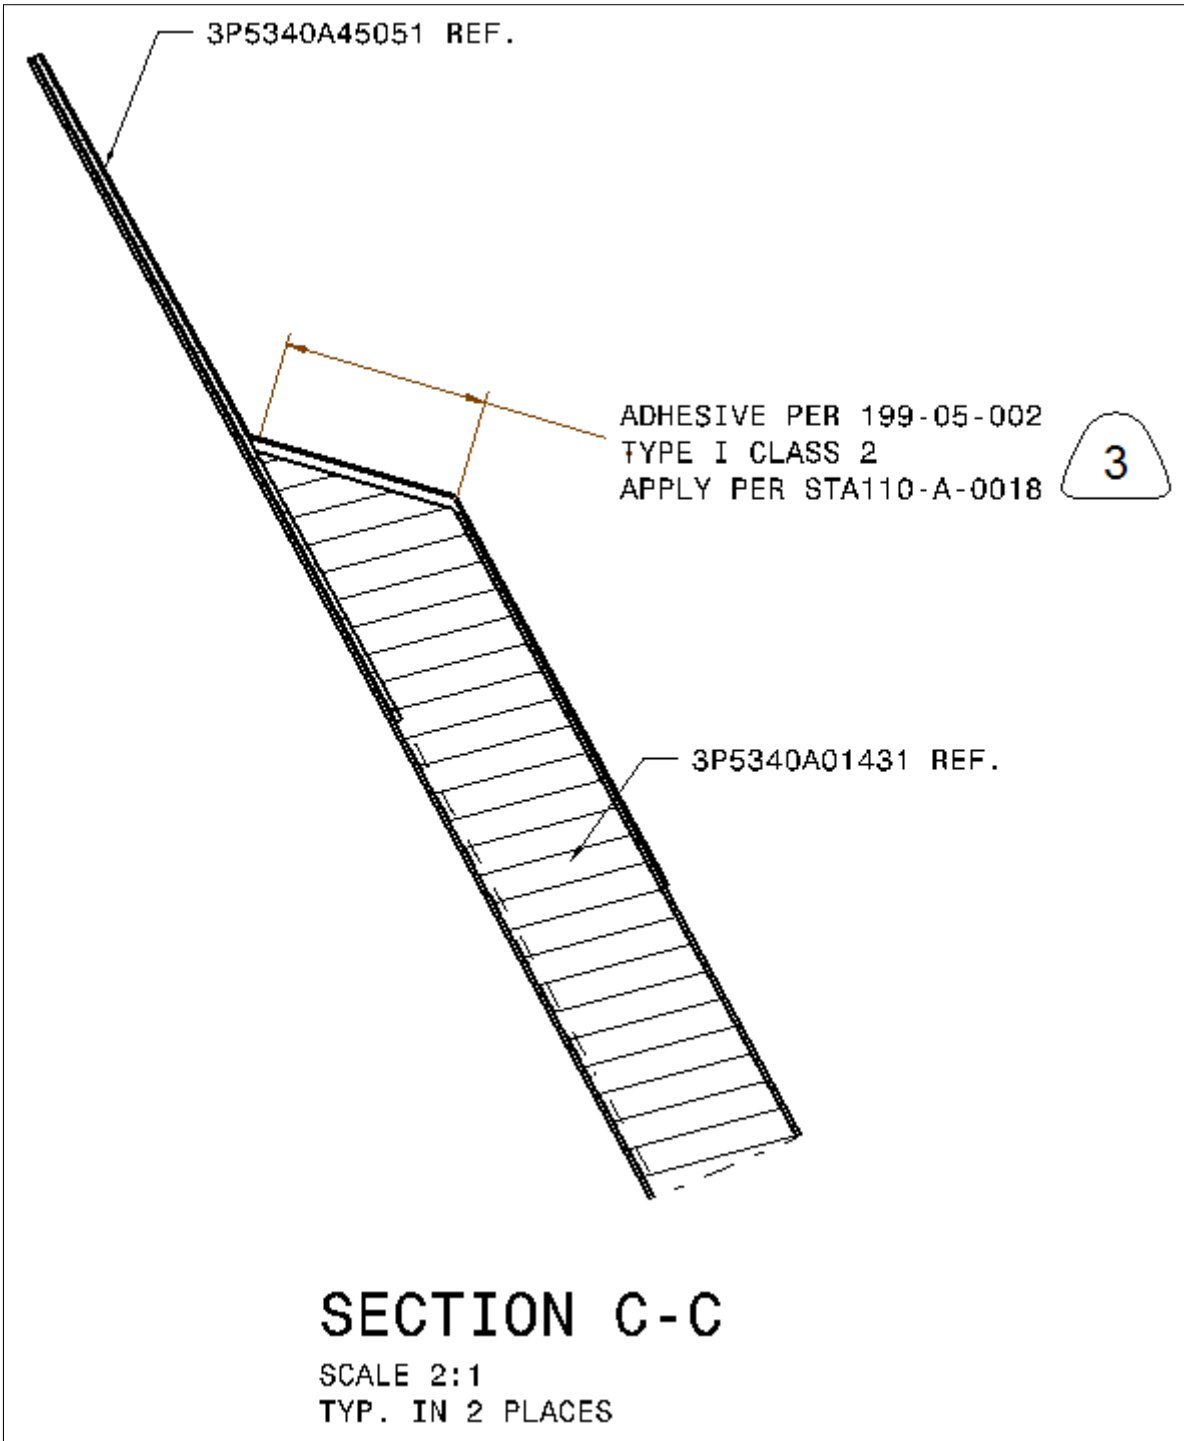 3P5340A45051 REF.
ADHESIVE PER 199-05-002
TYPE I CLASS 2
APPLY PER STA110-A-0018
3
3P5340A01431 REF.
SECTION C-C
SCALE 2:1
TYP. IN 2 PLACES